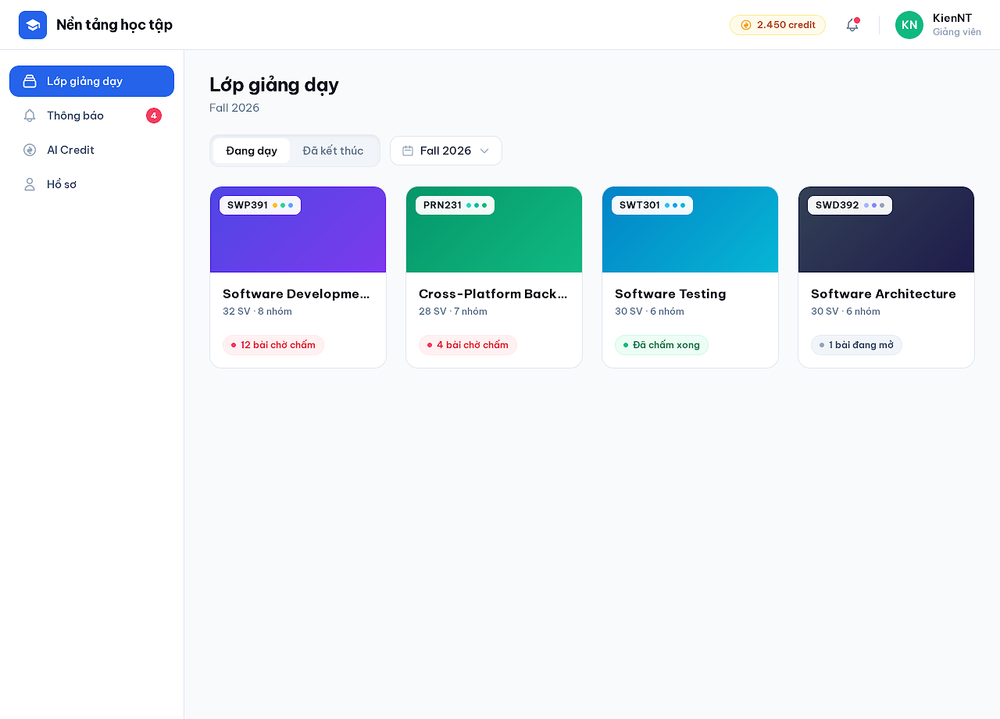 Nền tảng học tập
2.450 credit
KN
KienNT
Giảng viên
Lớp giảng dạy
Thông báo
4
AI Credit
Hồ sơ
Lớp giảng dạy
Fall 2026
Đang dạy
Đã kết thúc
Fall 2026
SWP391
Software Developme...
32 SV · 8 nhóm
12 bài chờ chấm
PRN231
Cross-Platform Back...
28 SV · 7 nhóm
4 bài chờ chấm
SWT301
Software Testing
30 SV · 6 nhóm
Đã chấm xong
SWD392
Software Architecture
30 SV · 6 nhóm
1 bài đang mở